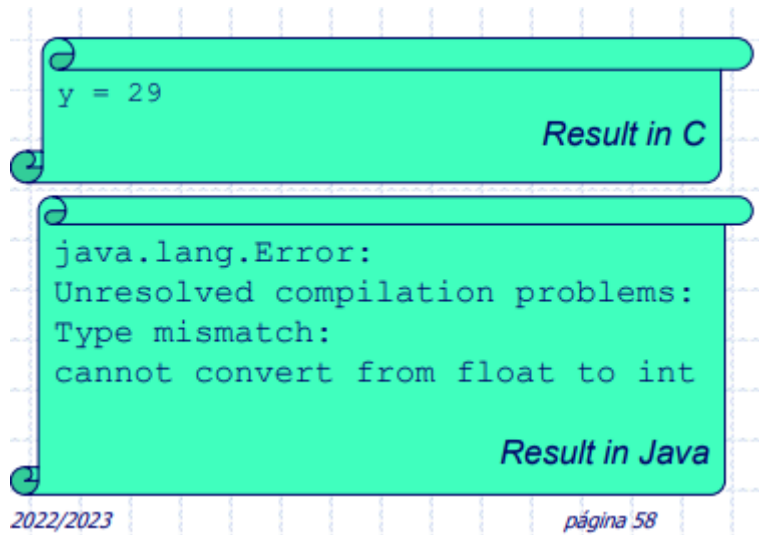 y = 29
Result in C
java.lang.Error:
Unresolved compilation problems:
Type mismatch:
cannot convert from float to int
Result in Java
2022/2023
página 58